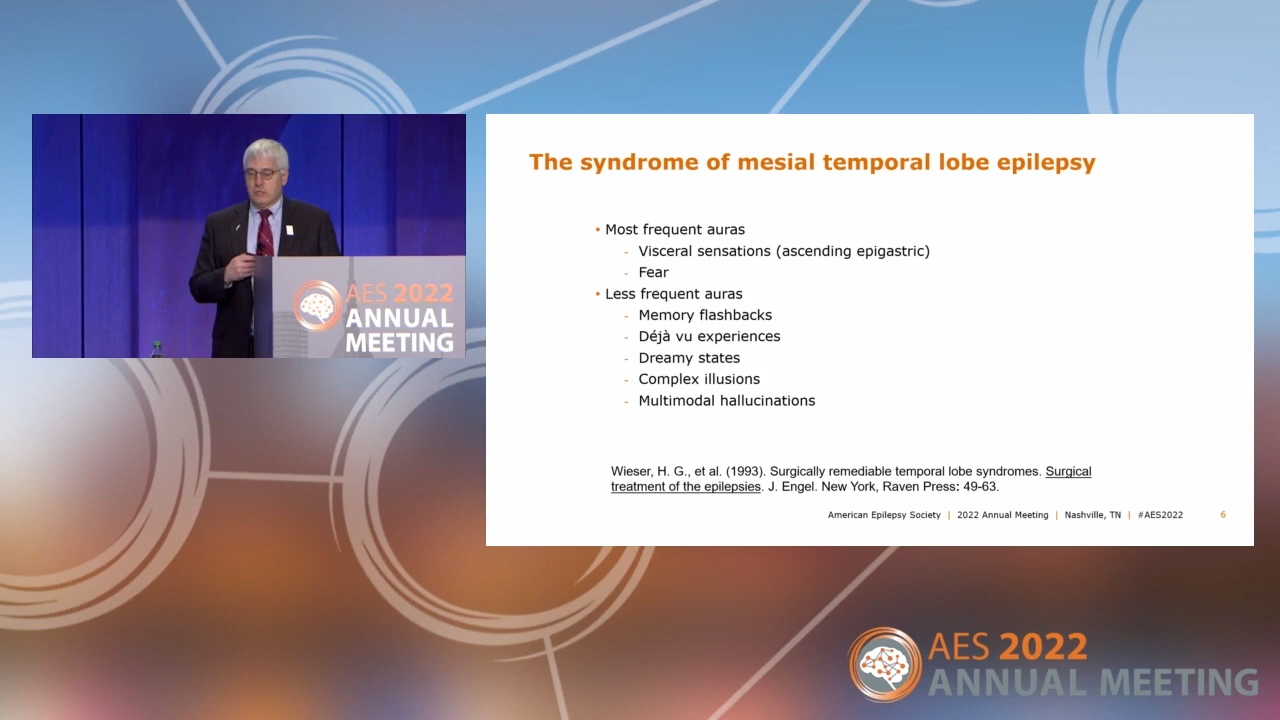 The syndrome of mesial temporal lobe epilepsy
• Most frequent auras
- Visceral sensations (ascending epigastric)
- Fear
• Less frequent auras
- Memory flashbacks
- Déjà vu experiences
- Dreamy states
- Complex illusions
- Multimodal hallucinations
Wieser, H. G., et al. (1993). Surgically remediable temporal lobe syndromes. Surgical
treatment of the epilepsies. J. Engel. New York, Raven Press: 49-63.
American Epilepsy Society | 2022 Annual Meeting | Nashville, TN | #AES2022 6
AES 2022
ANNUAL
MEETING
AES 2022
ANNUAL MEETING